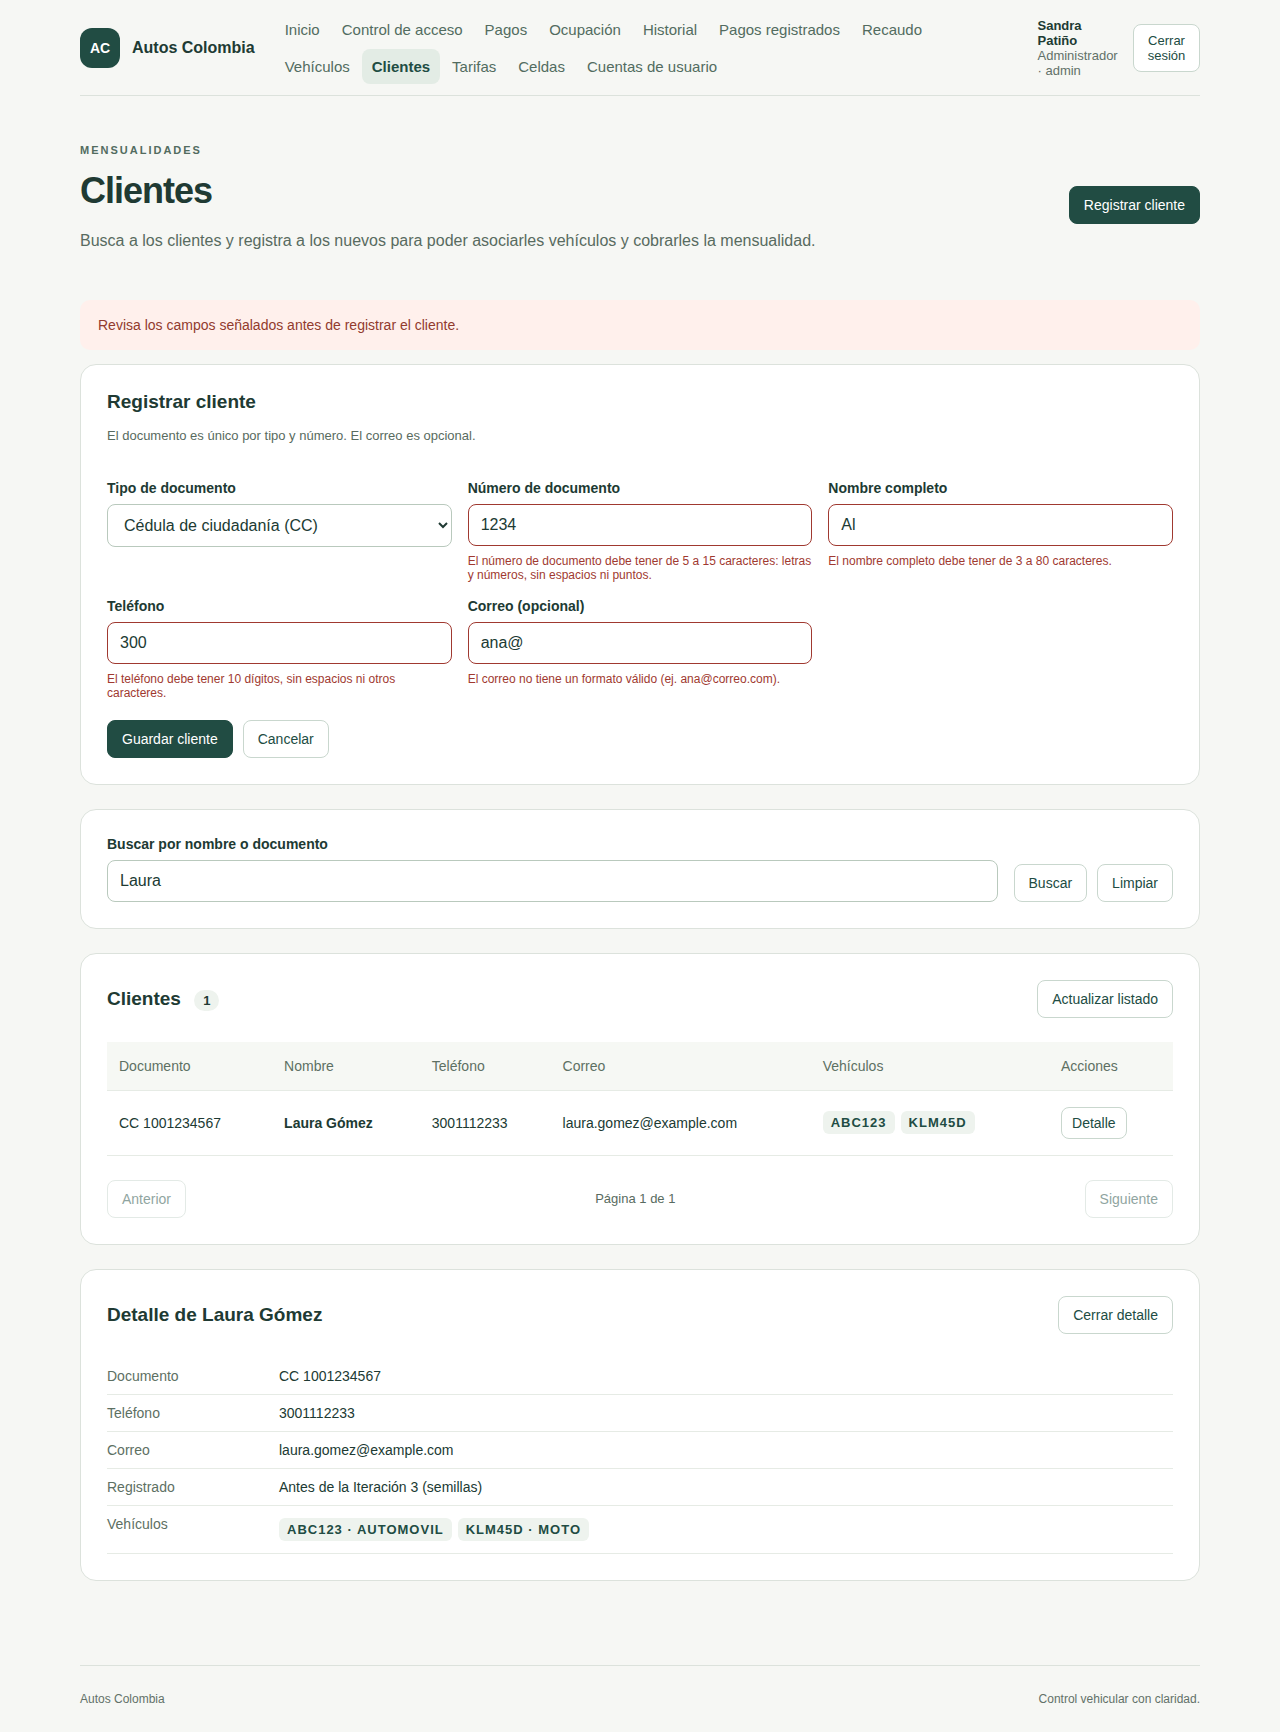 AC Autos Colombia
Inicio Control de acceso Pagos Ocupación Historial Pagos registrados Recaudo
Vehículos Clientes Tarifas Celdas Cuentas de usuario
Sandra
Patiño
Administrador
· admin
Cerrar
sesión
MENSUALIDADES
Clientes
Registrar cliente
Busca a los clientes y registra a los nuevos para poder asociarles vehículos y cobrarles la mensualidad.
Revisa los campos señalados antes de registrar el cliente.
Registrar cliente
El documento es único por tipo y número. El correo es opcional.
Tipo de documento Número de documento Nombre completo
Cédula de ciudadanía (CC) 1234 Al
El número de documento debe tener de 5 a 15 caracteres: letras
y números, sin espacios ni puntos.
El nombre completo debe tener de 3 a 80 caracteres.
Teléfono Correo (opcional)
300 ana@
El teléfono debe tener 10 dígitos, sin espacios ni otros
caracteres.
El correo no tiene un formato válido (ej. ana@correo.com).
Guardar cliente Cancelar
Buscar por nombre o documento
Laura Buscar Limpiar
Clientes 1 Actualizar listado
Documento Nombre Teléfono Correo Vehículos Acciones
CC 1001234567 Laura Gómez 3001112233 laura.gomez@example.com ABC123 KLM45D Detalle
Anterior Página 1 de 1 Siguiente
Detalle de Laura Gómez Cerrar detalle
Documento CC 1001234567
Teléfono 3001112233
Correo laura.gomez@example.com
Registrado Antes de la Iteración 3 (semillas)
Vehículos ABC123 · AUTOMOVIL KLM45D · MOTO
Autos Colombia Control vehicular con claridad.